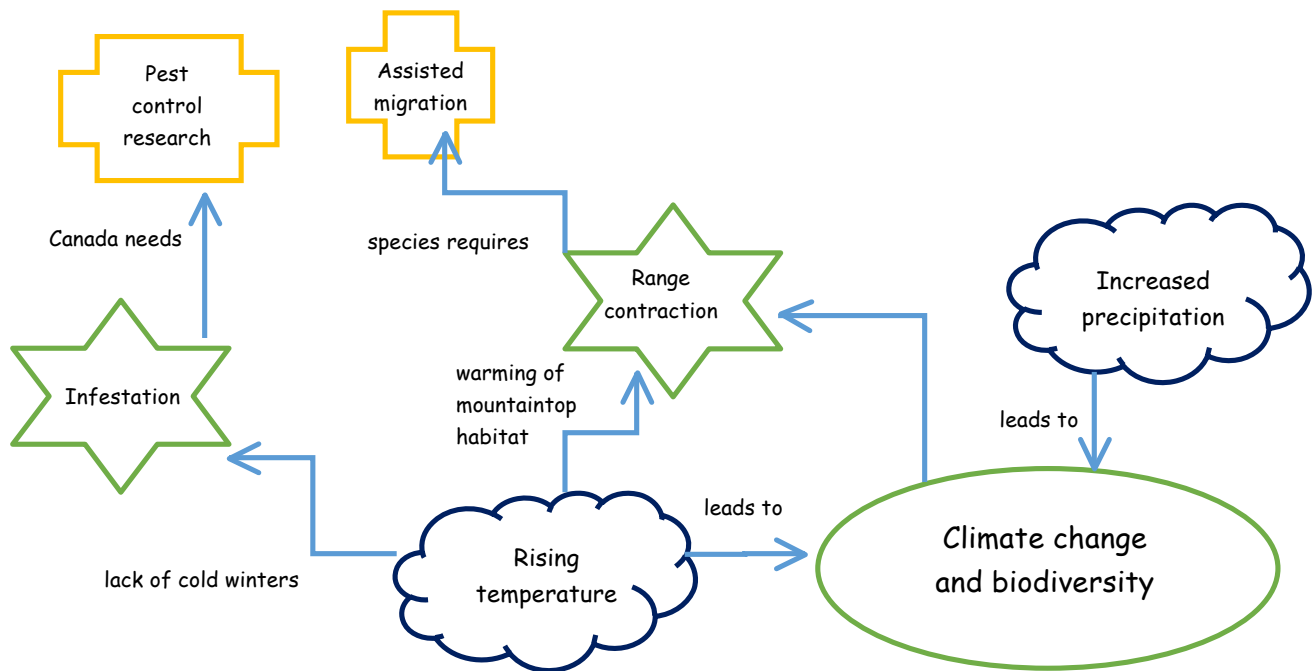 Pest
control
research
Assisted
migration
Canada needs
species requires
Range
contraction
Increased
precipitation
Infestation
warming of
mountaintop
habitat
leads to
leads to
Rising
temperature
Climate change
and biodiversity
lack of cold winters